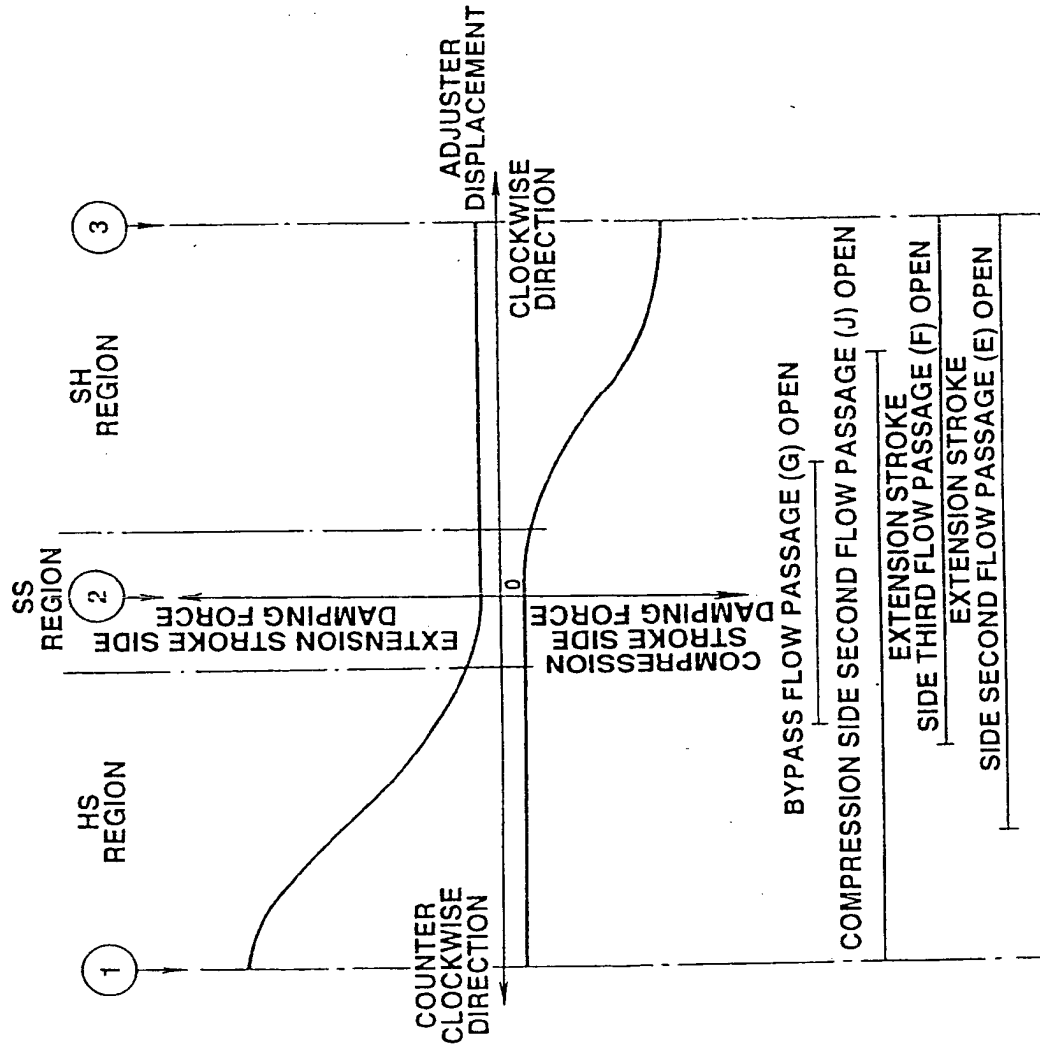 SS
REGION
HS
REGION
SH
REGION
1
2
3
EXTENSION STROKE SIDE
DAMPING FORCE
COUNTER
CLOCKWISE
DIRECTION
0
ADJUSTER
DISPLACEMENT
CLOCKWISE
DIRECTION
COMPRESSION
STROKE SIDE
DAMPING FORCE
BYPASS FLOW PASSAGE (G) OPEN
COMPRESSION SIDE SECOND FLOW PASSAGE (J) OPEN
EXTENSION STROKE
SIDE THIRD FLOW PASSAGE (F) OPEN
EXTENSION STROKE
SIDE SECOND FLOW PASSAGE (E) OPEN